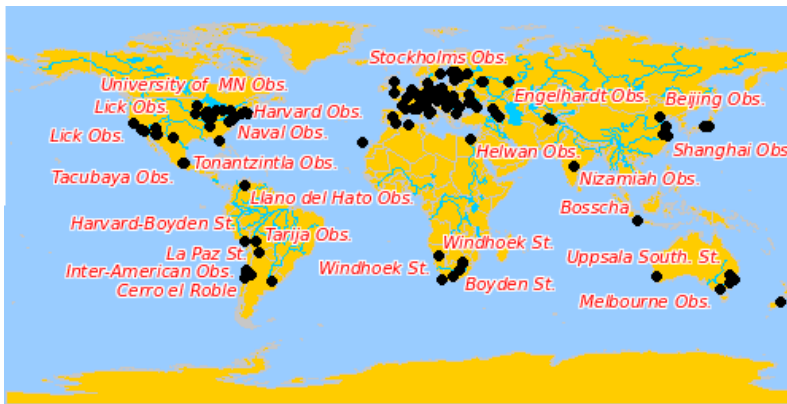 Stockholms Obs.
University of MN Obs.
Engelhardt Obs.
Beijing Obs.
Lick Obs.
Harvard Obs.
Lick Obs.
Naval Obs.
Helwan Obs.
Shanghai Obs
Tonantzintla Obs.
Tacubaya Obs.
Nizamiah Obs.
Llano del Hato Obs.
Bosscha
Harvard-Boyden St.
Tarija Obs.
Windhoek St.
La Paz St.
Uppsala South. St.
Inter-American Obs.
Windhoek St.
Boyden St.
Cerro el Roble
Melbourne Obs.